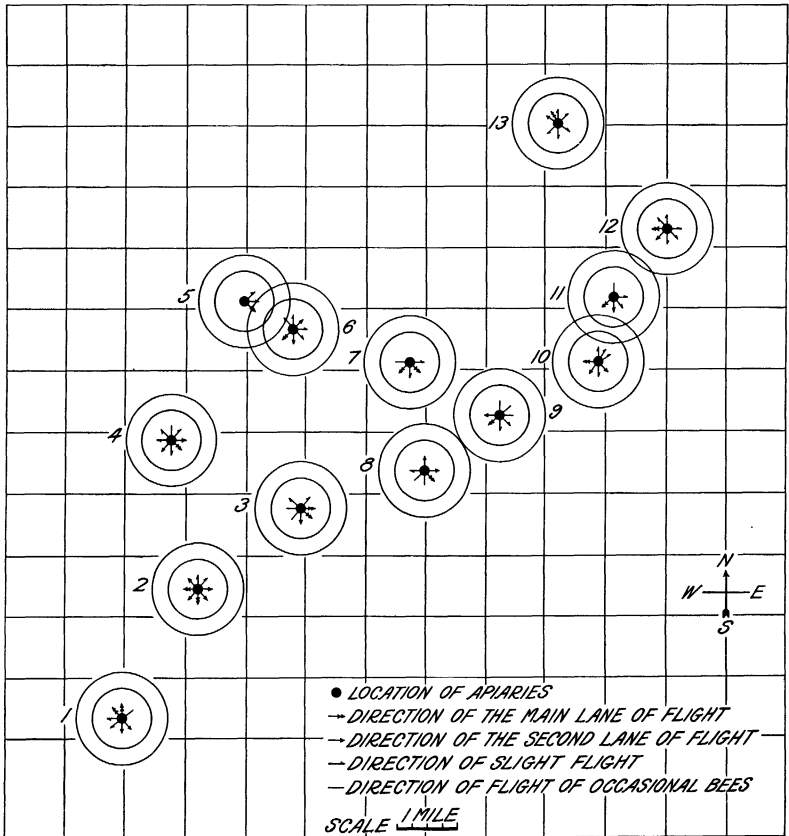 13
12
5
11
6
7
10
9
4
8
3
N
2
W E
S
● LOCATION OF APIARIES
DIRECTION OF THE MAIN LANE OF FLIGHT
1
DIRECTION OF THE SECOND LANE OF FLIGHT
DIRECTION OF SLIGHT FLIGHT
DIRECTION OF FLIGHT OF OCCASIONAL BEES
SCALE 1 MILE